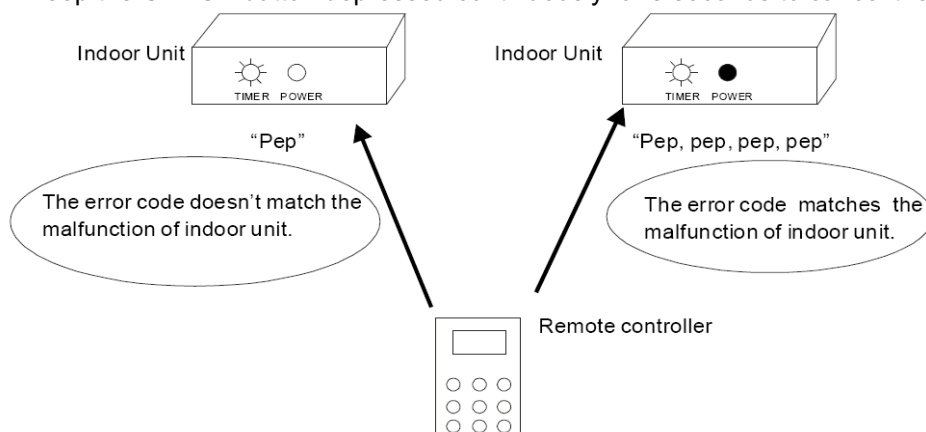 Indoor Unit
Indoor Unit
TIMER POWER
TIMER POWER
“Pep”
“Pep, pep, pep, pep”
The error code doesn’t match the
malfunction of indoor unit.
The error code matches the
malfunction of indoor unit.
Remote controller